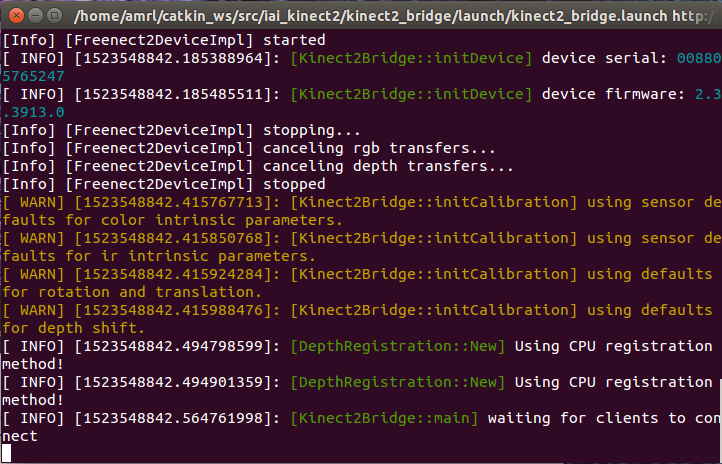 /home/amrl/catkin_ws/src/iai_kinect2/kinect2_bridge/launch/kinect2_bridge.launch http:/
[Info] [Freenect2DeviceImpl] started
[ INFO] [1523548842.185388964]: [Kinect2Bridge::initDevice] device serial: 00880
5765247
[ INFO] [1523548842.185485511]: [Kinect2Bridge::initDevice] device firmware: 2.3
.3913.0
[Info] [Freenect2DeviceImpl] stopping...
[Info] [Freenect2DeviceImpl] canceling rgb transfers...
[Info] [Freenect2DeviceImpl] canceling depth transfers...
[Info] [Freenect2DeviceImpl] stopped
[ WARN] [1523548842.415767713]: [Kinect2Bridge::initCalibration] using sensor de
faults for color intrinsic parameters.
[ WARN] [1523548842.415850768]: [Kinect2Bridge::initCalibration] using sensor de
faults for ir intrinsic parameters.
[ WARN] [1523548842.415924284]: [Kinect2Bridge::initCalibration] using defaults
for rotation and translation.
[ WARN] [1523548842.415988476]: [Kinect2Bridge::initCalibration] using defaults
for depth shift.
[ INFO] [1523548842.494798599]: [DepthRegistration::New] Using CPU registration
method!
[ INFO] [1523548842.494901359]: [DepthRegistration::New] Using CPU registration
method!
[ INFO] [1523548842.564761998]: [Kinect2Bridge::main] waiting for clients to con
nect